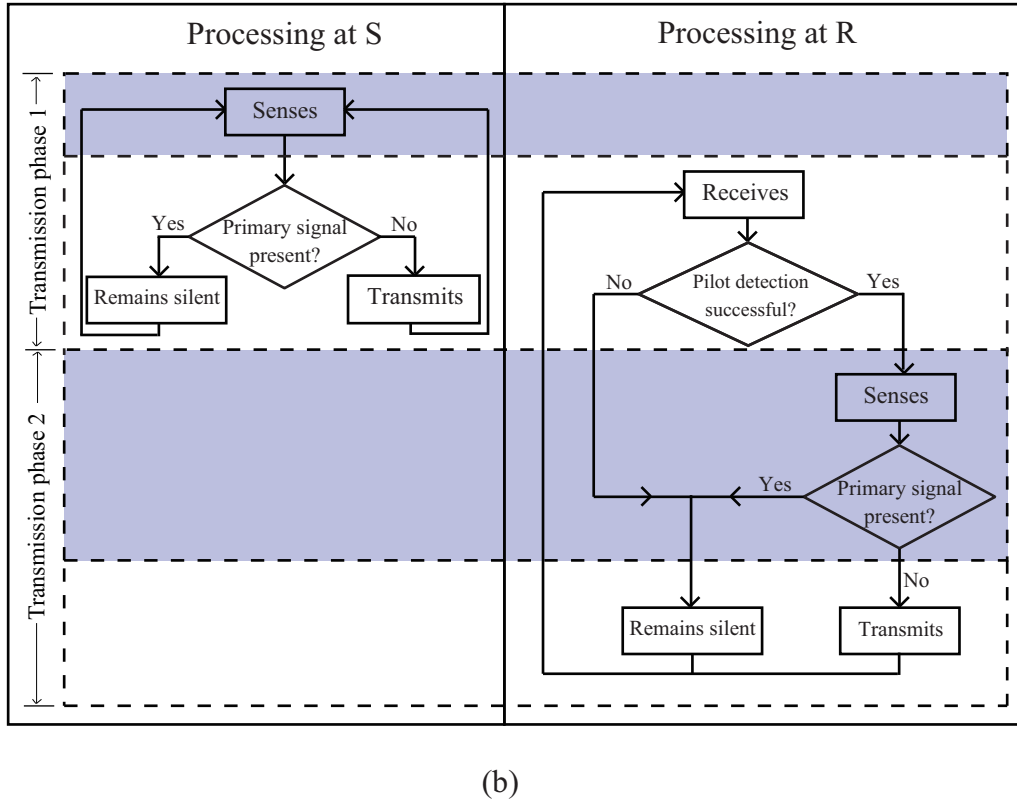 Processing at S
Processing at R
Transmission phase 1
Senses
Primary signal
present?
Yes
No
Remains silent
Transmits
Receives
Pilot detection
successful?
No
Yes
Transmission phase 2
Senses
Primary signal
present?
Yes
No
Remains silent
Transmits
(b)